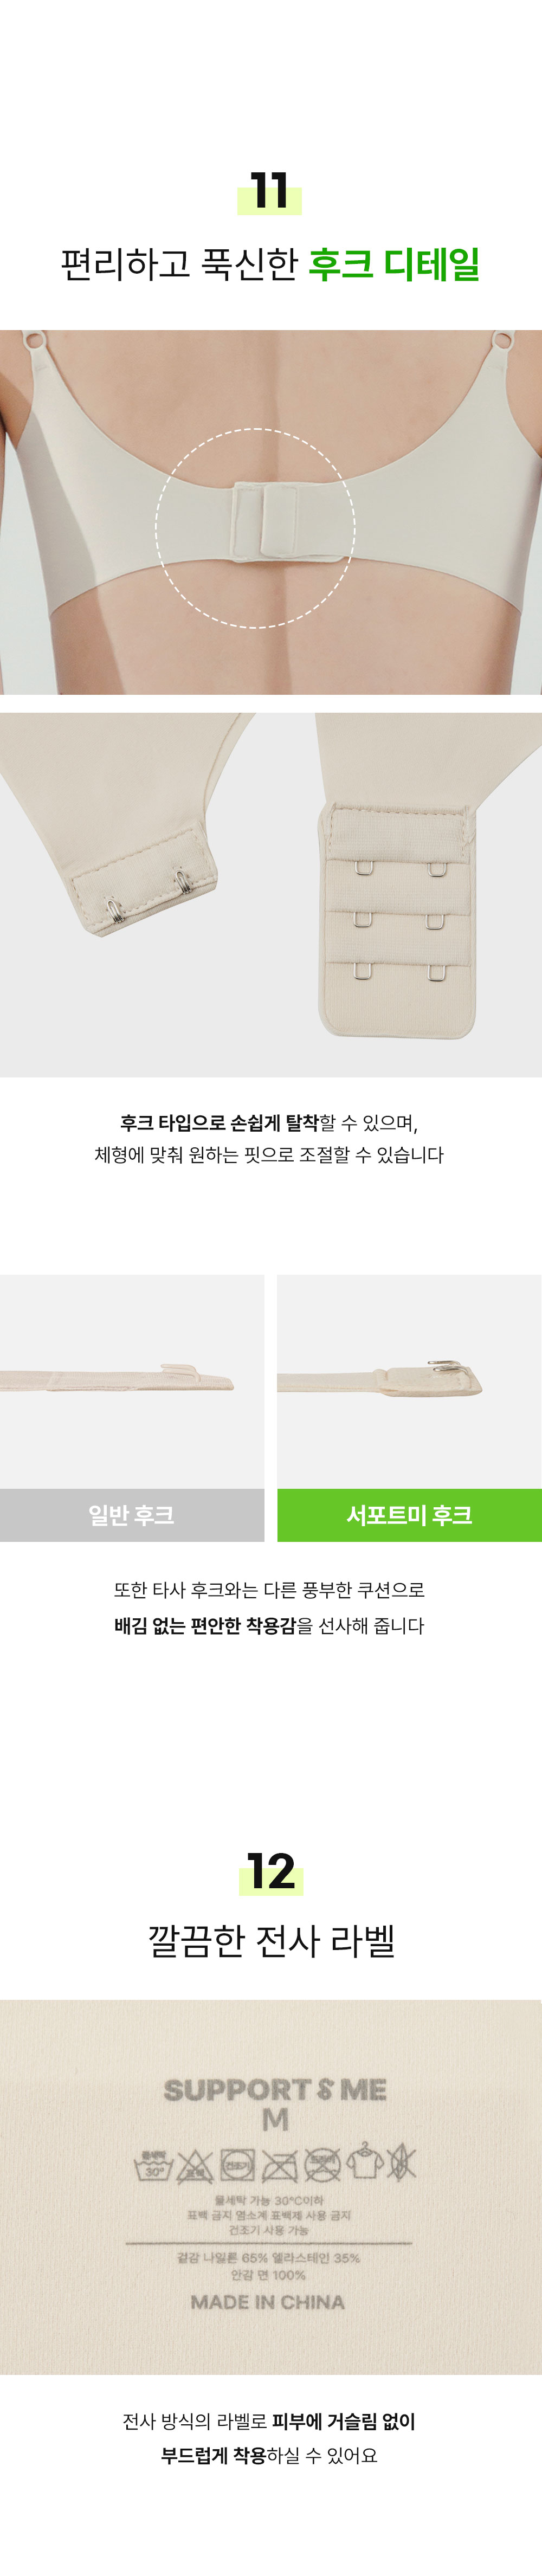 11
편리하고 푹신한 후크 디테일
후크 타입으로 손쉽게 탈착할 수 있으며,
체형에 맞춰 원하는 핏으로 조절할 수 있습니다
일반 후크
서포트미 후크
또한 타사 후크와는 다른 풍부한 쿠션으로
배김 없는 편안한 착용감을 선사해 줍니다
12
깔끔한 전사 라벨
SUPPORT & ME
M
물세탁
30°
표백
건조기
드라이
물세탁 가능 30°C이하
표백 금지 염소계 표백제 사용 금지
건조기 사용 가능
겉감 나일론 65% 엘라스테인 35%
안감 면 100%
MADE IN CHINA
전사 방식의 라벨로 피부에 거슬림 없이
부드럽게 착용하실 수 있어요